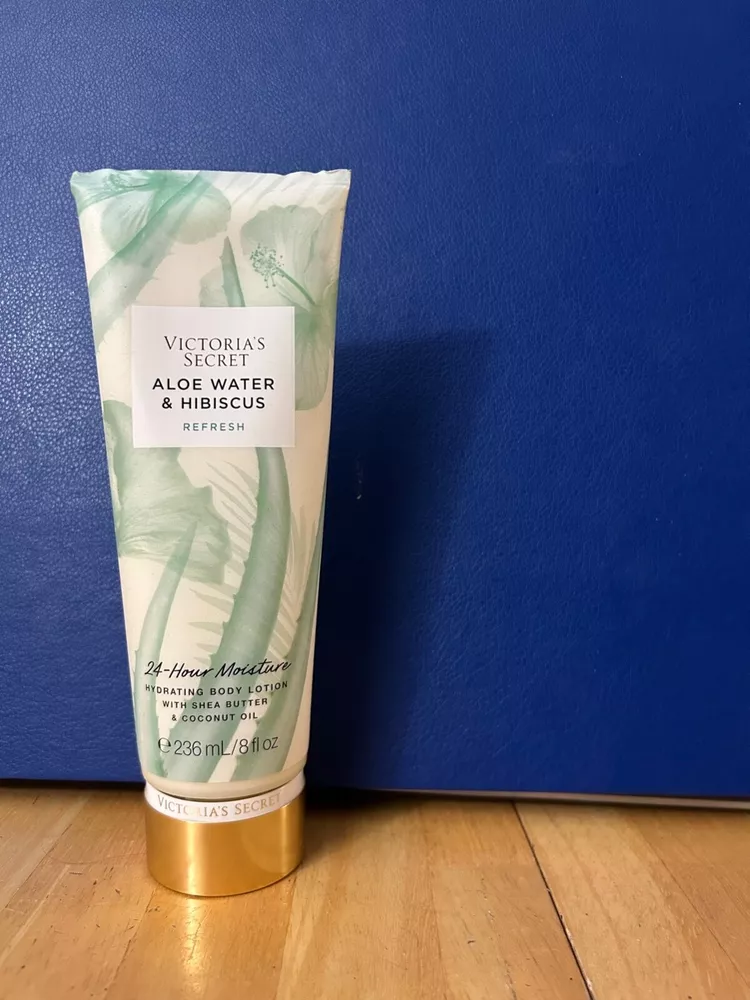 VICTORIA'S
SECRET
ALOE WATER
& HIBISCUS
REFRESH
24-Hour Moisture
HYDRATING BODY LOTION
WITH SHEA BUTTER
& COCONUT OIL
℮ 236 mL/8 fl oz
VICTORIA'S SECRET